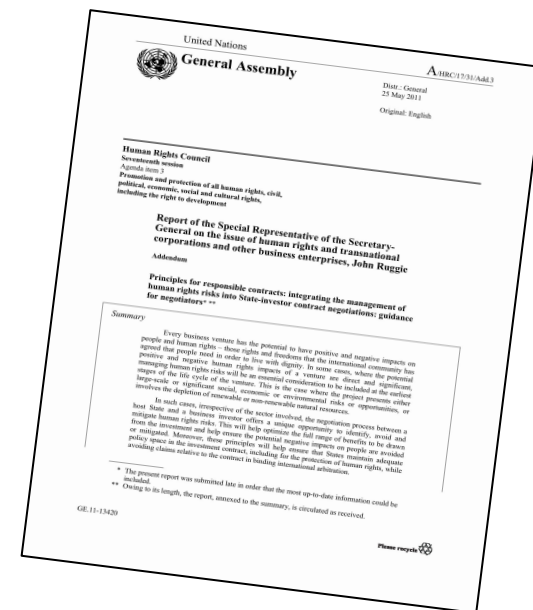 United Nations
A/HRC/17/31/Add.3
General Assembly
Distr.: General
25 May 2011
Original: English
Human Rights Council
Seventeenth session
Agenda item 3
Promotion and protection of all human rights, civil,
political, economic, social and cultural rights,
including the right to development
Report of the Special Representative of the Secretary-
General on the issue of human rights and transnational
corporations and other business enterprises, John Ruggie
Addendum
Principles for responsible contracts: integrating the management of
human rights risks into State-investor contract negotiations: guidance
for negotiators* **
Summary
Every business venture has the potential to have positive and negative impacts on
people and human rights – those rights and freedoms that the international community has
agreed that people need in order to live with dignity. In some cases, where the potential
positive and negative human rights impacts of a venture are direct and significant,
managing human rights risks will be an essential consideration to be included at the earliest
stages of the life cycle of the venture. This is the case where the project presents either
large-scale or significant social, economic or environmental risks or opportunities, or
involves the depletion of renewable or non-renewable natural resources.
In such cases, irrespective of the sector involved, the negotiation process between a
host State and a business investor offers a unique opportunity to identify, avoid and
mitigate human rights risks. This will help optimize the full range of benefits to be drawn
from the investment and help ensure the potential negative impacts on people are avoided
or mitigated. Moreover, these principles will help ensure that States maintain adequate
policy space in the investment contract, including for the protection of human rights, while
avoiding claims relative to the contract in binding international arbitration.
* The present report was submitted late in order that the most up-to-date information could be
included.
** Owing to its length, the report, annexed to the summary, is circulated as received.
GE.11-13420
Please recycle